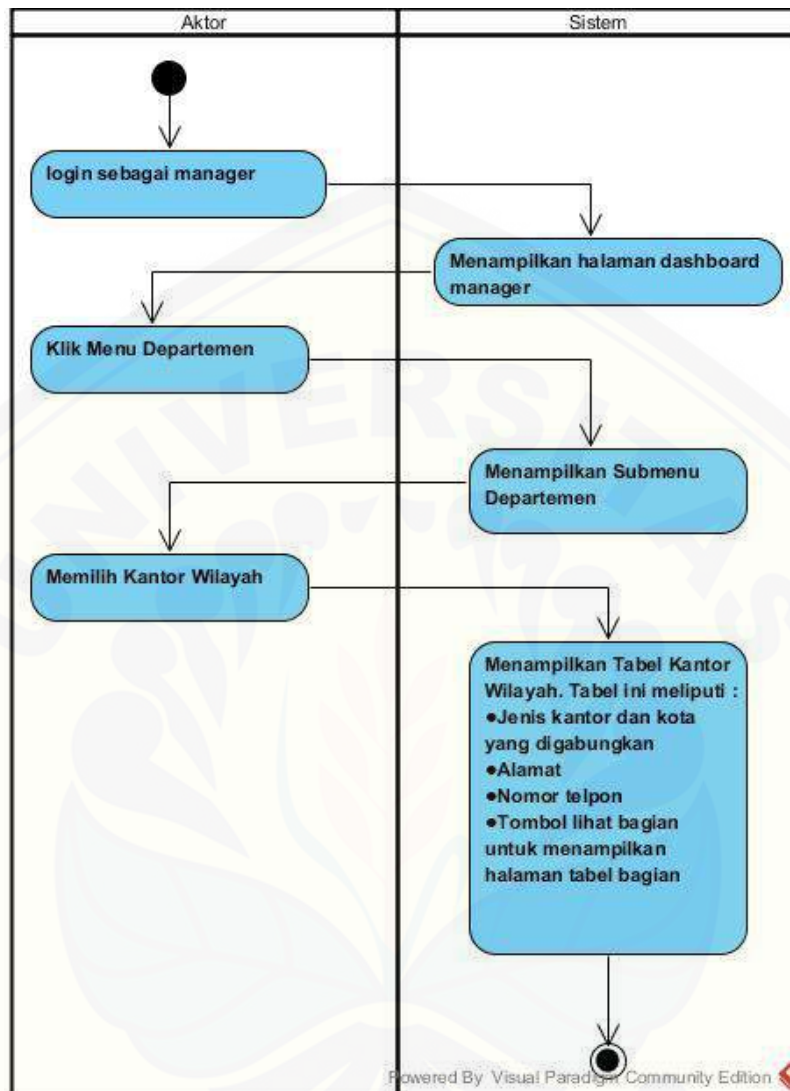 Aktor
Sistem
login sebagai manager
Menampilkan halaman dashboard
manager
Klik Menu Departemen
Menampilkan Submenu
Departemen
Memilih Kantor Wilayah
Menampilkan Tabel Kantor
Wilayah. Tabel ini meliputi :
●Jenis kantor dan kota
yang digabungkan
●Alamat
●Nomor telpon
●Tombol lihat bagian
untuk menampilkan
halaman tabel bagian
Powered By Visual Paradigm Community Edition
UNIVERSITAS